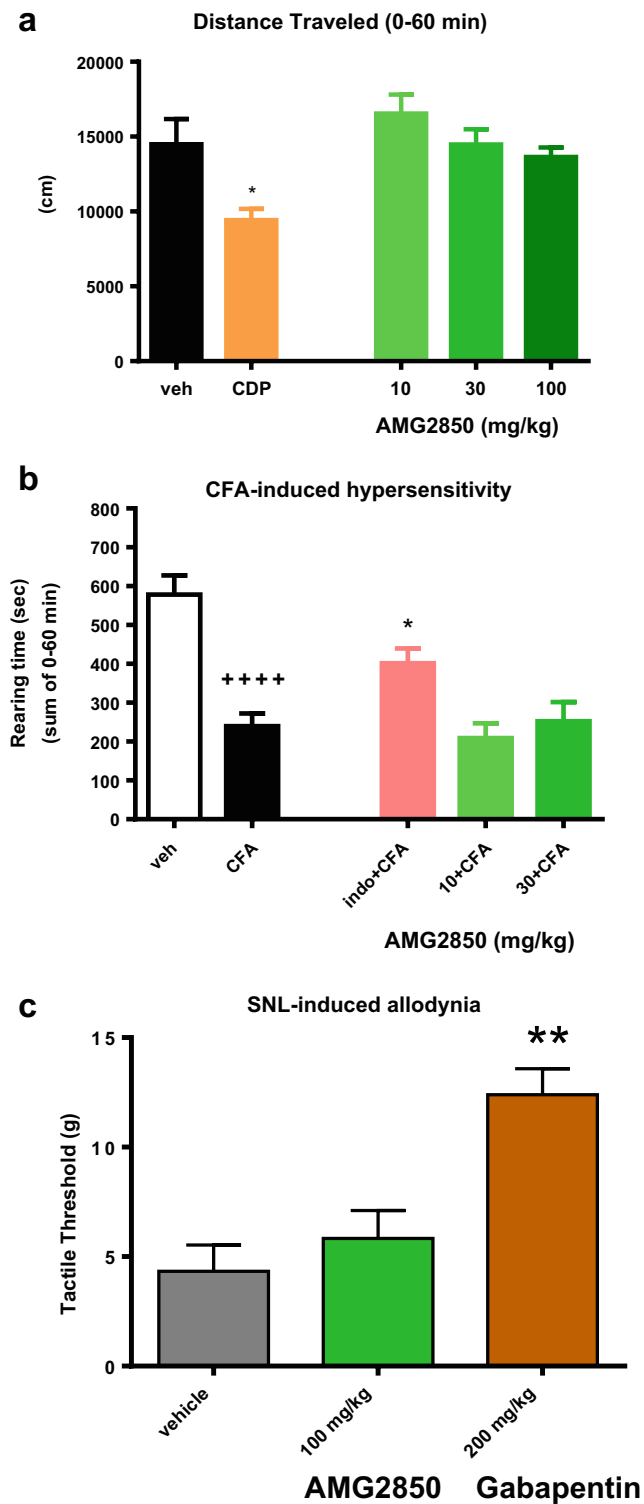 a
Distance Traveled (0-60 min)
20000
15000
10000
5000
0
(cm)
*
veh CDP 10 30 100
AMG2850 (mg/kg)
b
CFA-induced hypersensitivity
800
700
600
500
400
300
200
100
0
Rearing time (sec)
(sum of 0-60 min)
++++
*
veh CFA indo+CFA 10+CFA 30+CFA
AMG2850 (mg/kg)
c
SNL-induced allodynia
15
10
5
0
Tactile Threshold (g)
**
vehicle 100 mg/kg 200 mg/kg
AMG2850 Gabapentin